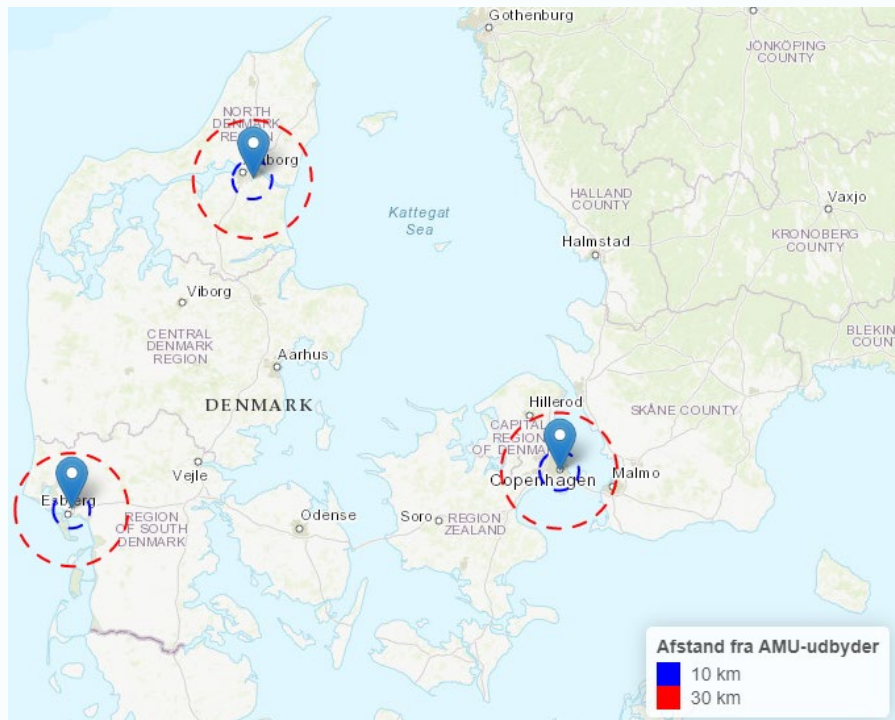 Gothenburg
JÖNKÖPING
COUNTY
NORTH
DENMARK
REGION
HALLAND
COUNTY
Vaxjo
KRONOBERG
COUNTY
Kattegat
Sea
Halmstad
Viborg
CENTRAL
DENMARK
REGION
Aarhus
DENMARK
Hillerod
SKÅNE COUNTY
CAPITAL
REGION
OF DENMA
Vejle
Malmo
Copenhagen
Esbjerg
REGION
OF SOUTH
DENMARK
Odense
Soro
REGION
ZEALAND
BLEKING
COUNT
Afstand fra AMU-udbyder
10 km
30 km